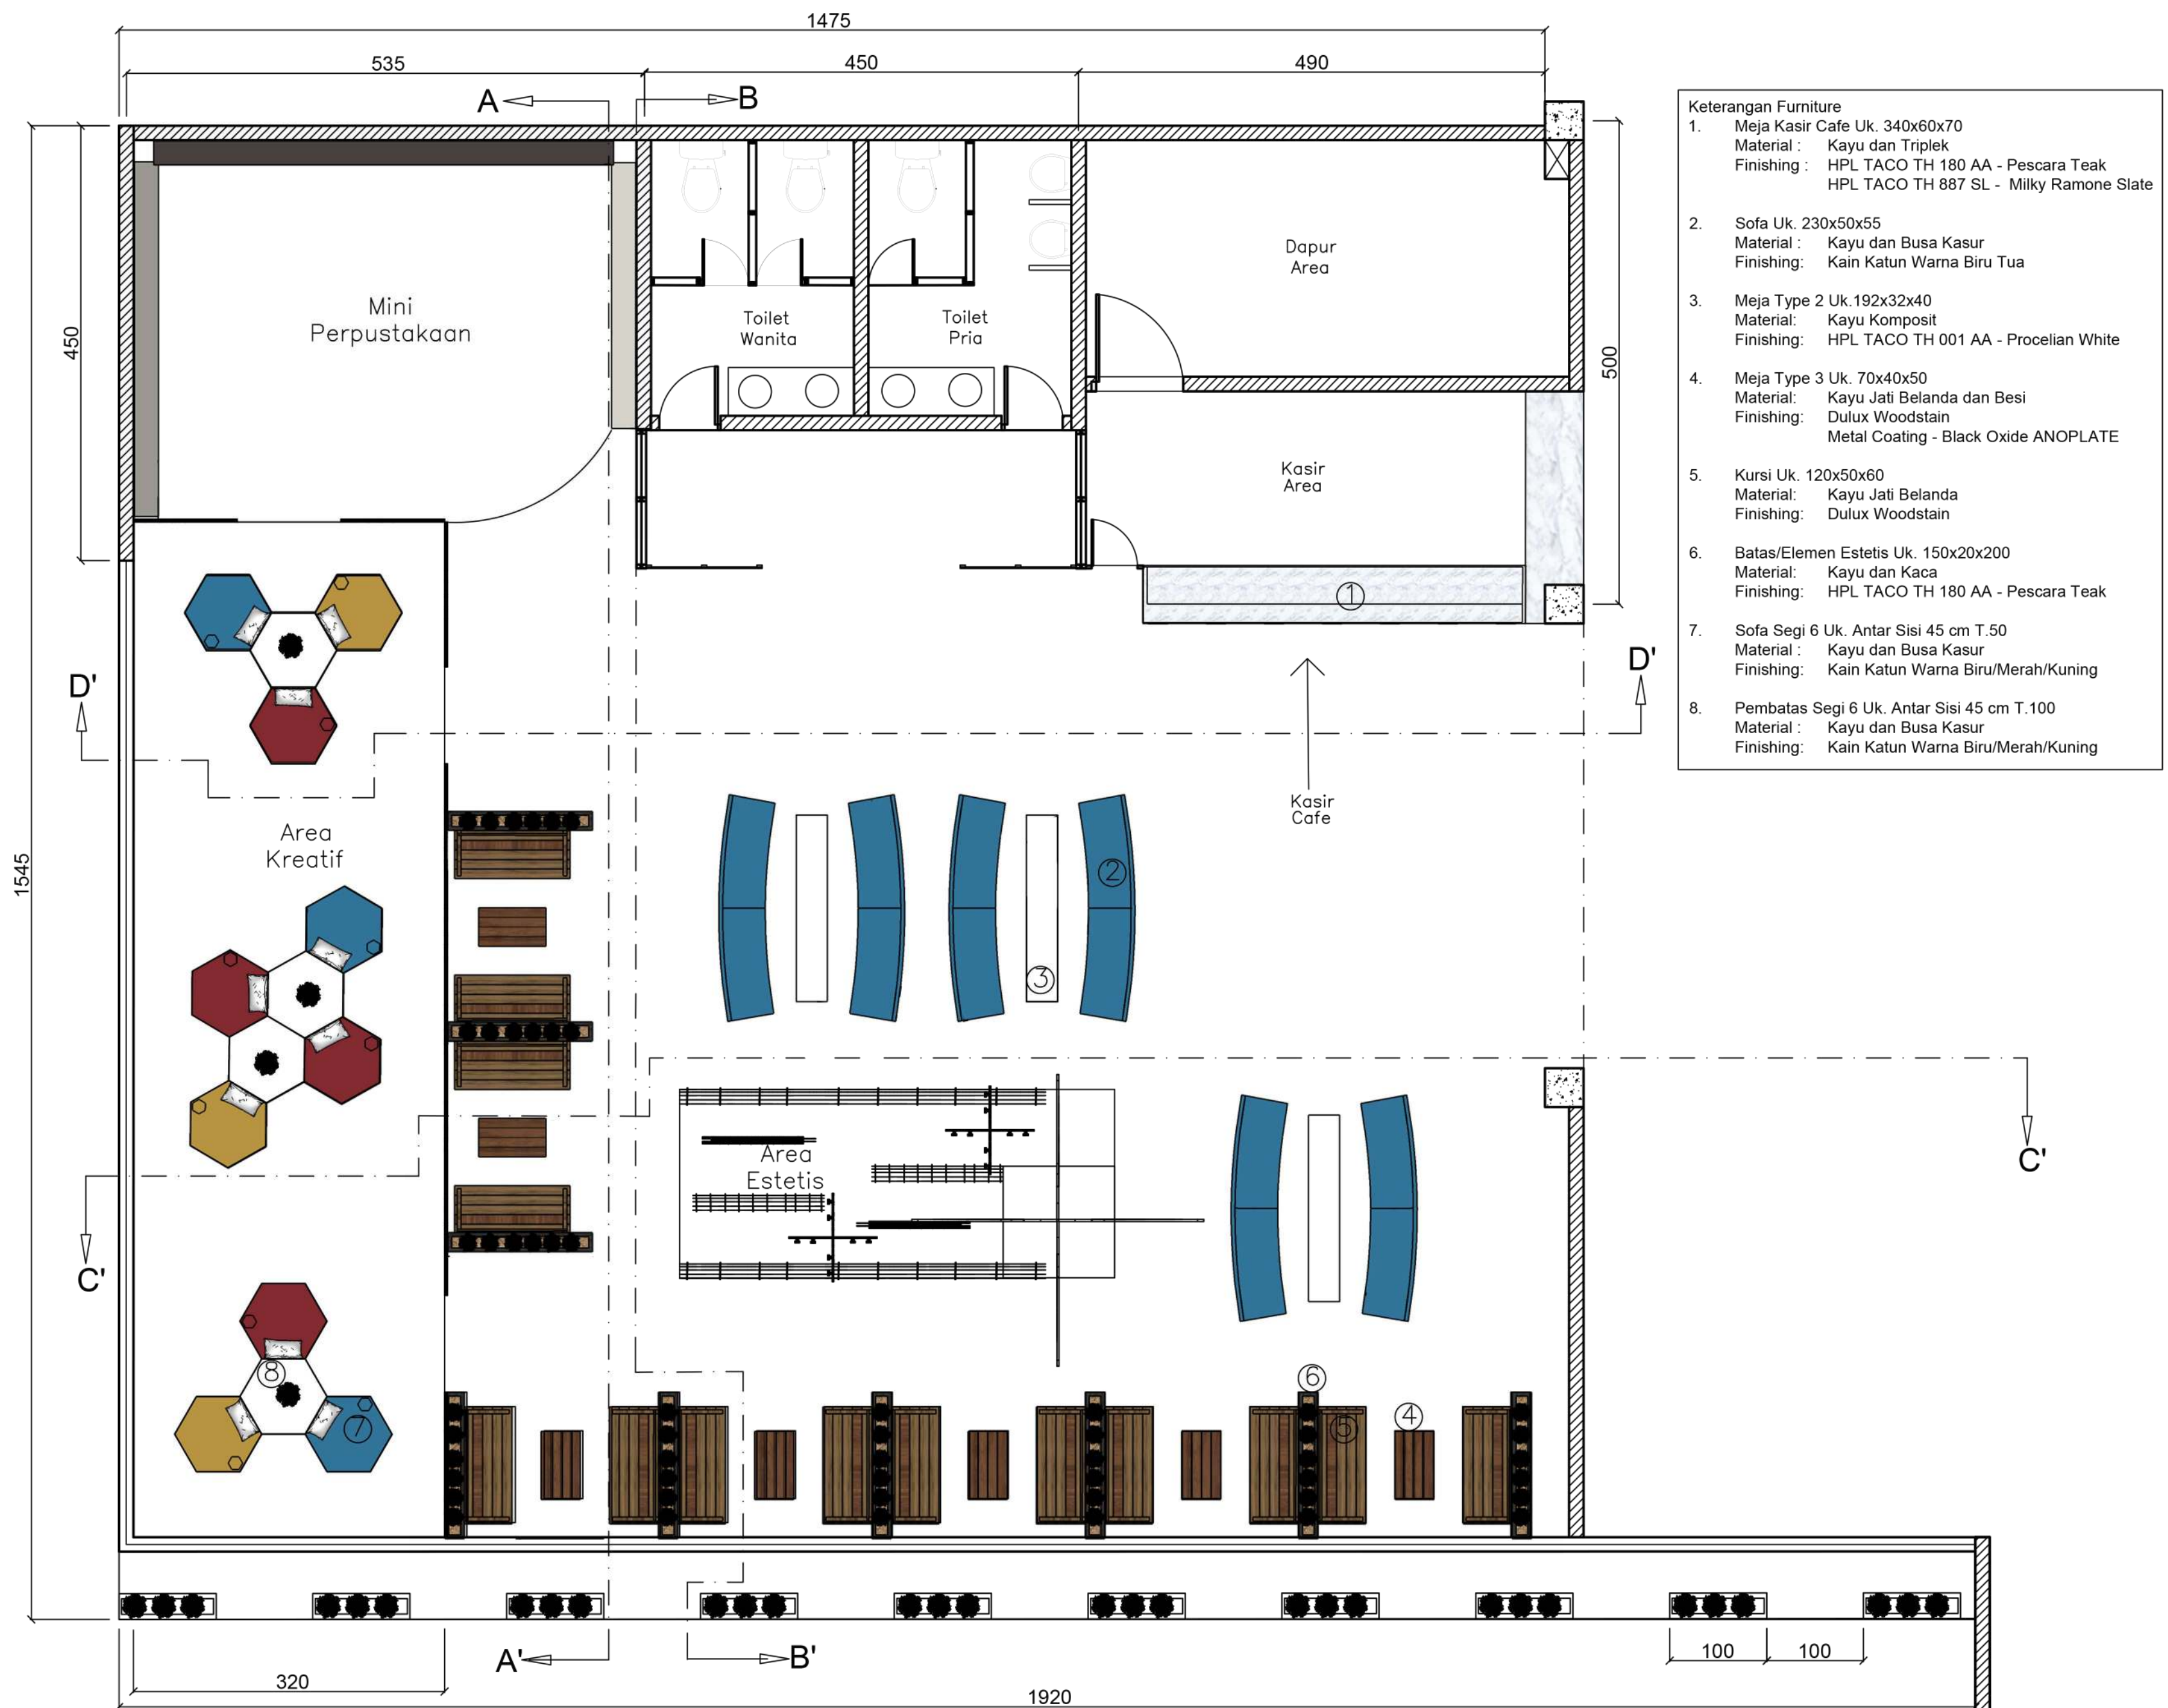 1475
535
450
490
A
B
Keterangan Furniture
1. Meja Kasir Cafe Uk. 340x60x70
Material : Kayu dan Triplek
Finishing : HPL TACO TH 180 AA - Pescara Teak
HPL TACO TH 887 SL - Milky Ramone Slate
2. Sofa Uk. 230x50x55
Material : Kayu dan Busa Kasur
Finishing: Kain Katun Warna Biru Tua
3. Meja Type 2 Uk.192x32x40
Material: Kayu Komposit
Finishing: HPL TACO TH 001 AA - Procelian White
4. Meja Type 3 Uk. 70x40x50
Material: Kayu Jati Belanda dan Besi
Finishing: Dulux Woodstain
Metal Coating - Black Oxide ANOPLATE
5. Kursi Uk. 120x50x60
Material: Kayu Jati Belanda
Finishing: Dulux Woodstain
6. Batas/Elemen Estetis Uk. 150x20x200
Material: Kayu dan Kaca
Finishing: HPL TACO TH 180 AA - Pescara Teak
7. Sofa Segi 6 Uk. Antar Sisi 45 cm T.50
Material : Kayu dan Busa Kasur
Finishing: Kain Katun Warna Biru/Merah/Kuning
8. Pembatas Segi 6 Uk. Antar Sisi 45 cm T.100
Material : Kayu dan Busa Kasur
Finishing: Kain Katun Warna Biru/Merah/Kuning
450
Mini
Perpustakaan
Toilet
Wanita
Toilet
Pria
Dapur
Area
500
Kasir
Area
1
D'
D'
Kasir
Cafe
1545
Area
Kreatif
2
3
Area
Estetis
C'
C'
8
7
6
5
4
A'
B'
320
100
100
1920